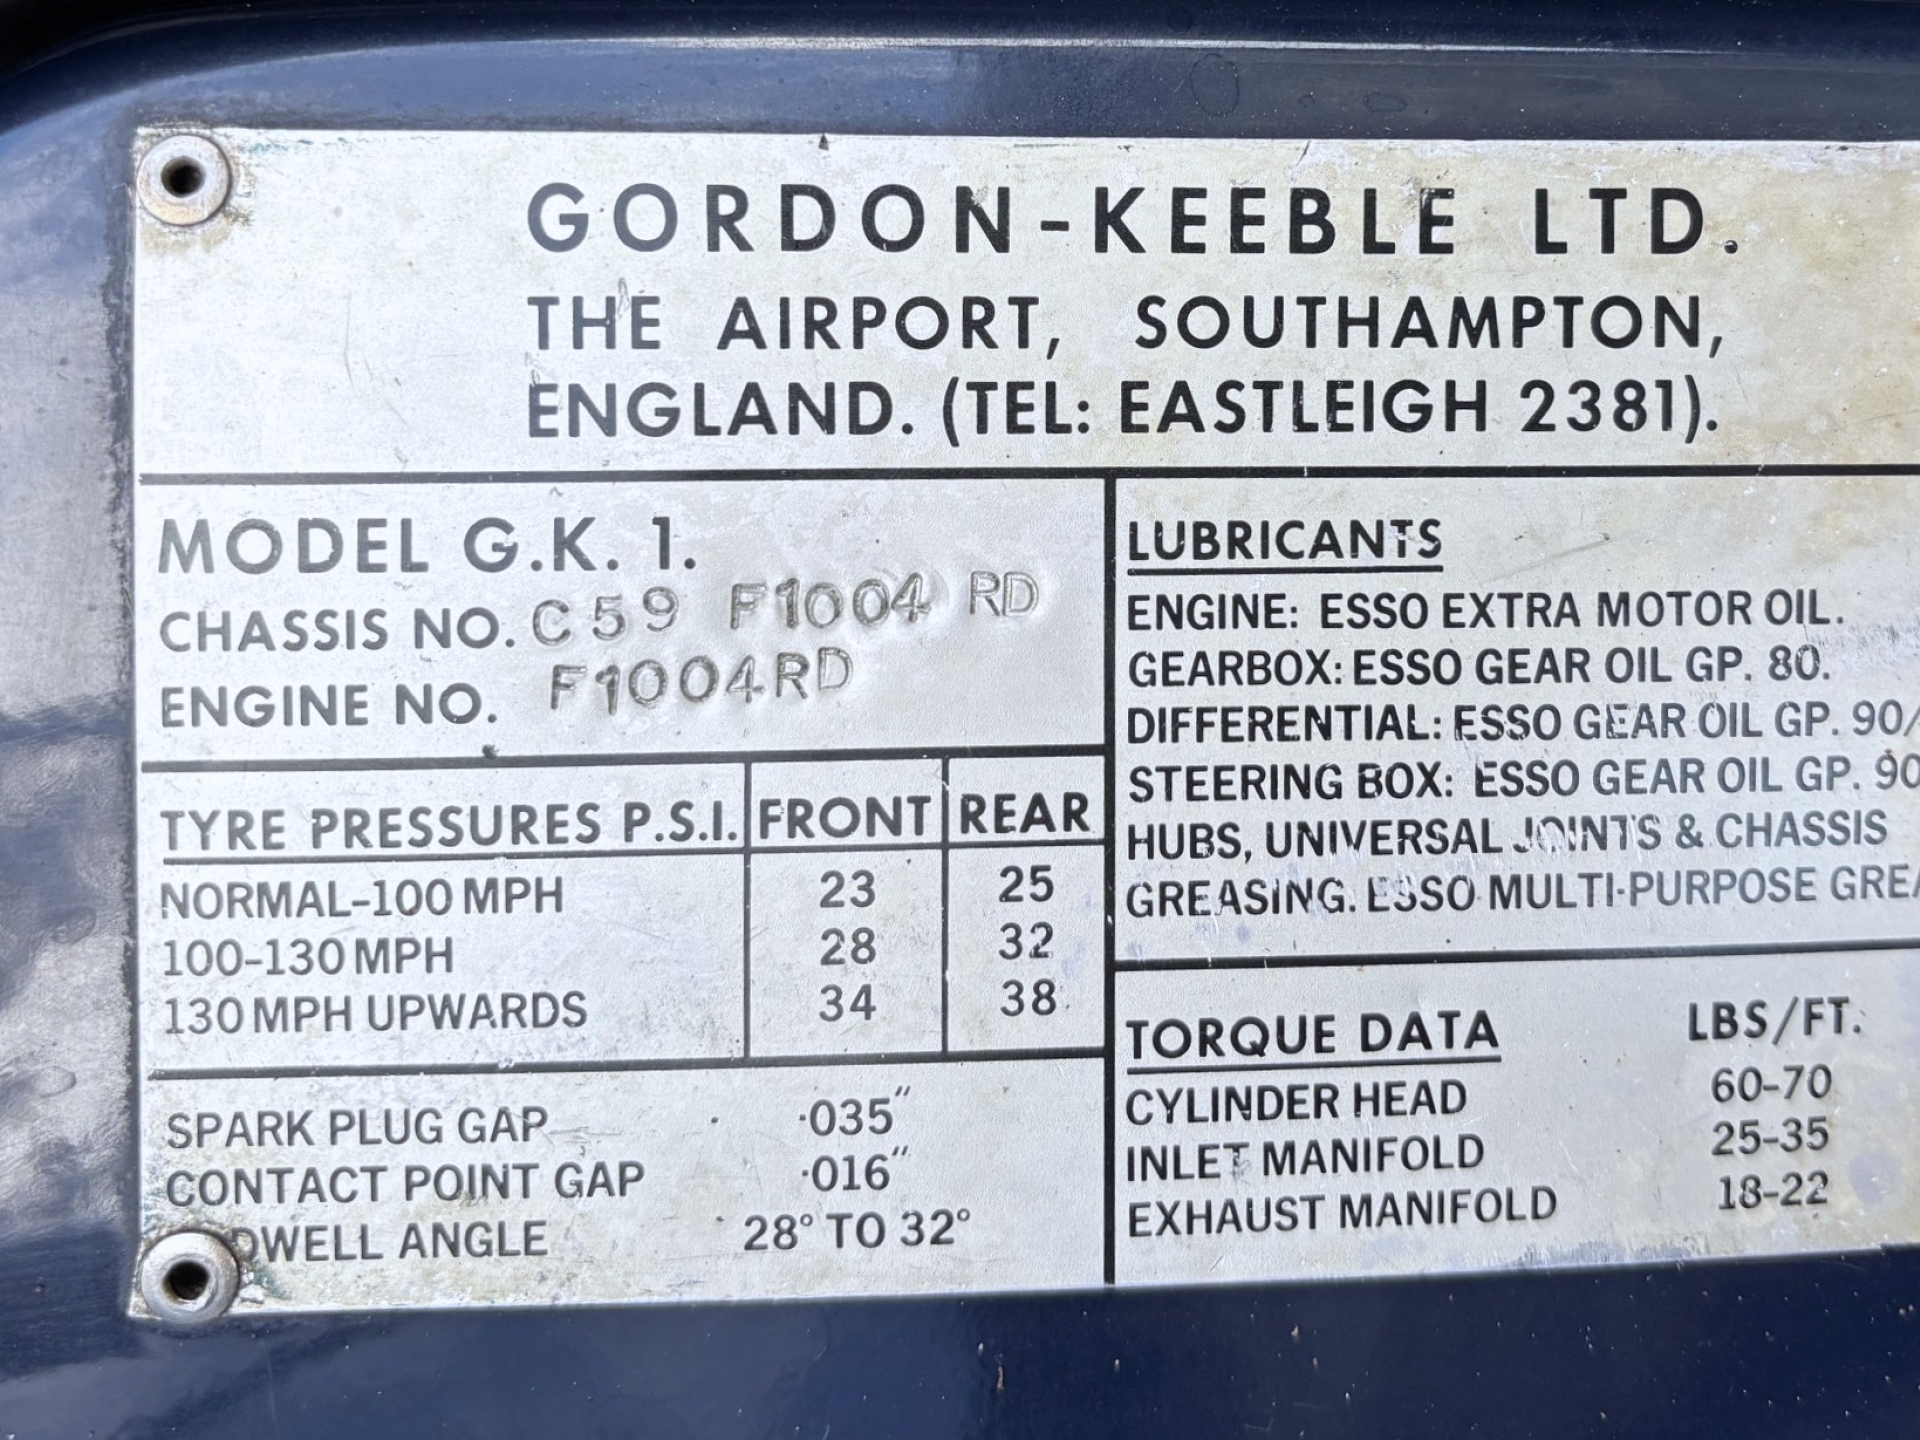 GORDON-KEEBLE LTD.
THE AIRPORT, SOUTHAMPTON,
ENGLAND. (TEL: EASTLEIGH 2381).
MODEL G.K. 1.
CHASSIS NO. C59 F1004 RD
ENGINE NO. F1004RD
TYRE PRESSURES P.S.I. FRONT REAR
NORMAL-100 MPH 23 25
100-130 MPH 28 32
130 MPH UPWARDS 34 38
SPARK PLUG GAP ·035"
CONTACT POINT GAP ·016"
DWELL ANGLE 28° TO 32°
LUBRICANTS
ENGINE: ESSO EXTRA MOTOR OIL.
GEARBOX: ESSO GEAR OIL GP. 80.
DIFFERENTIAL: ESSO GEAR OIL GP. 90/
STEERING BOX: ESSO GEAR OIL GP. 90
HUBS, UNIVERSAL JOINTS & CHASSIS
GREASING. ESSO MULTI-PURPOSE GREA
TORQUE DATA LBS/FT.
CYLINDER HEAD 60-70
INLET MANIFOLD 25-35
EXHAUST MANIFOLD 18-22